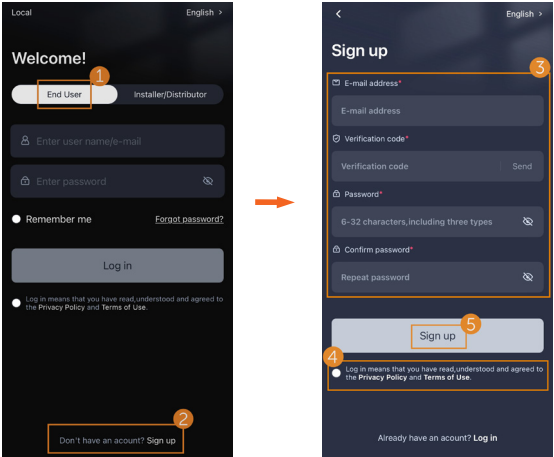 Local
English >
Welcome!
1
End User
Installer/Distributor
Enter user name/e-mail
Enter password
Remember me
Forgot password?
Log in
Log in means that you have read,understood and agreed to
the Privacy Policy and Terms of Use.
2
Don't have an acount? Sign up
<
English >
Sign up
3
E-mail address*
E-mail address
Verification code*
Verification code
Send
Password*
6-32 characters,including three types
Confirm password*
Repeat password
5
Sign up
4
Log in means that you have read,understood and agreed to
the Privacy Policy and Terms of Use.
Already have an acount? Log in